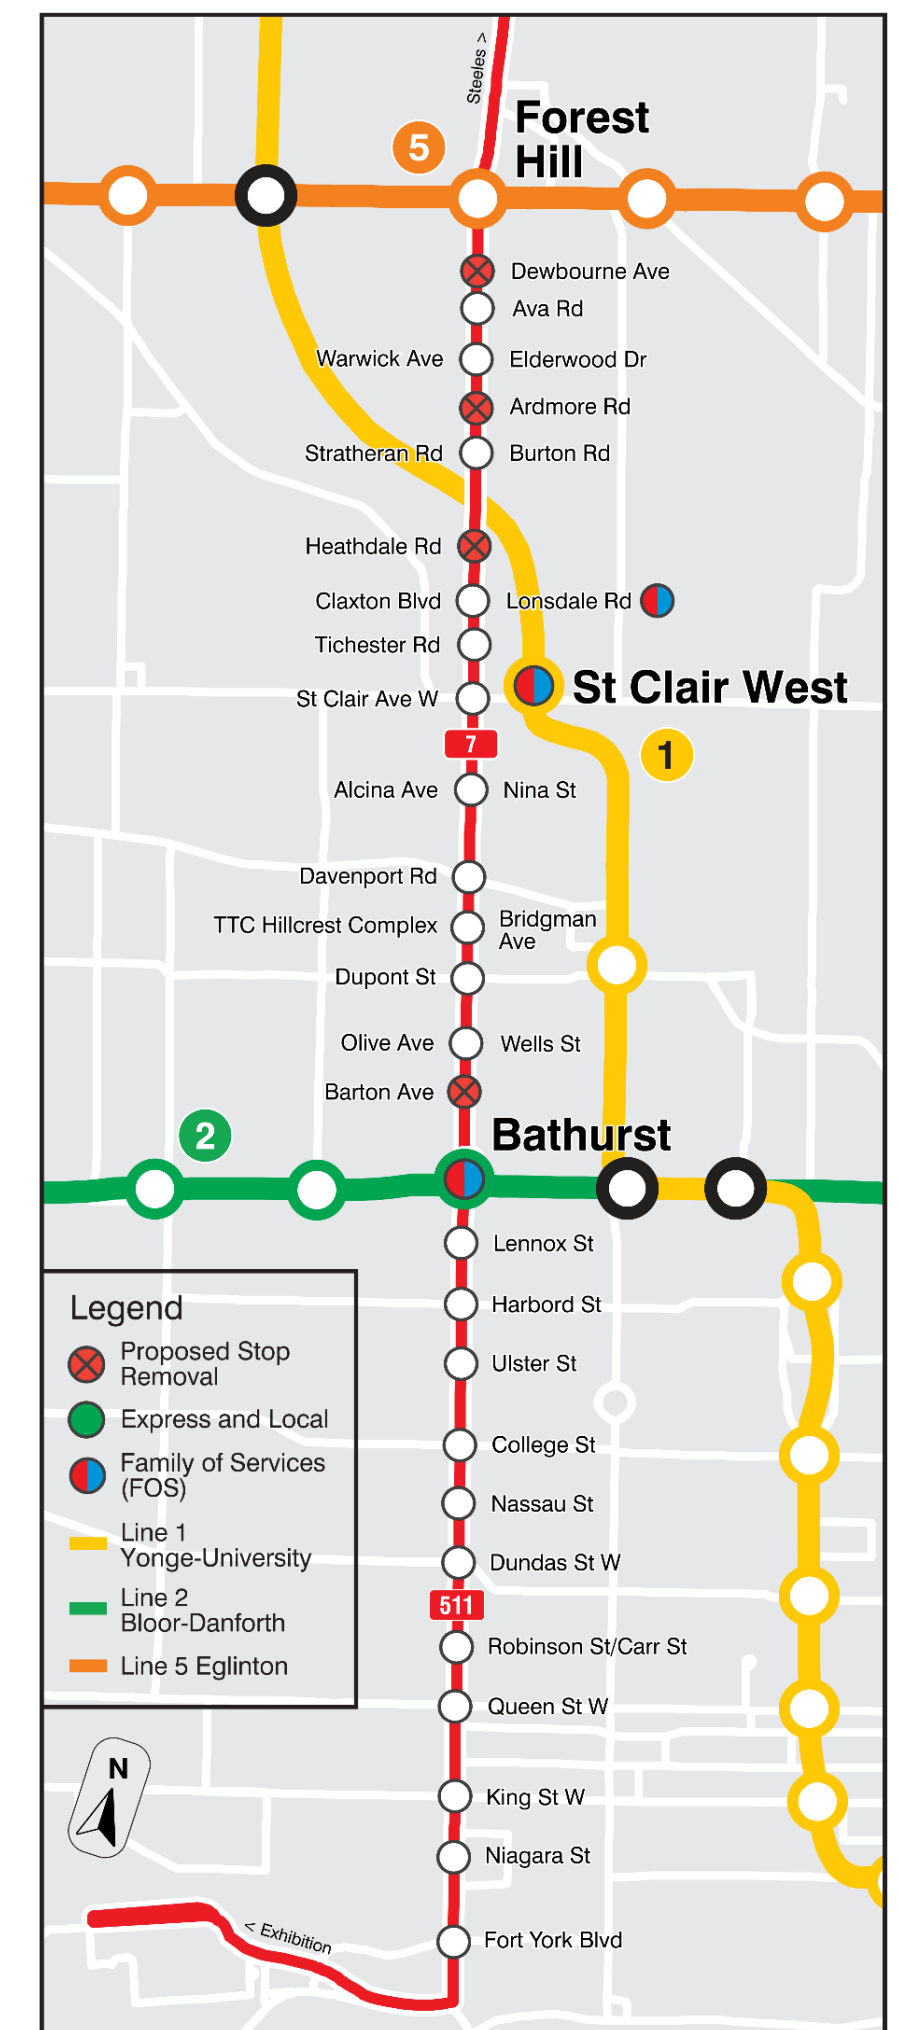 Steeles >
Forest
Hill
5
Dewbourne Ave
Ava Rd
Warwick Ave
Elderwood Dr
Ardmore Rd
Stratheran Rd
Burton Rd
Heathdale Rd
Claxton Blvd
Lonsdale Rd
Tichester Rd
St Clair West
St Clair Ave W
7
1
Alcina Ave
Nina St
Davenport Rd
TTC Hillcrest Complex
Bridgman
Ave
Dupont St
Olive Ave
Wells St
Barton Ave
Bathurst
2
Lennox St
Harbord St
Ulster St
College St
Nassau St
Dundas St W
511
Robinson St/Carr St
Queen St W
King St W
Niagara St
Fort York Blvd
< Exhibition
Legend
Proposed Stop
Removal
Express and Local
Family of Services
(FOS)
Line 1
Yonge-University
Line 2
Bloor-Danforth
Line 5 Eglinton
N